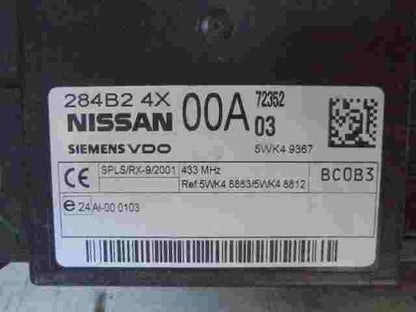 284B2 4X 00A 72352
NISSAN 03
SIEMENS VDO 5WK4 9367
CE SPLS/RX-9/2001 433 MHz BC0B3
Ref:5WK4 8883/5WK4 8812
e 24 AI-00 0103